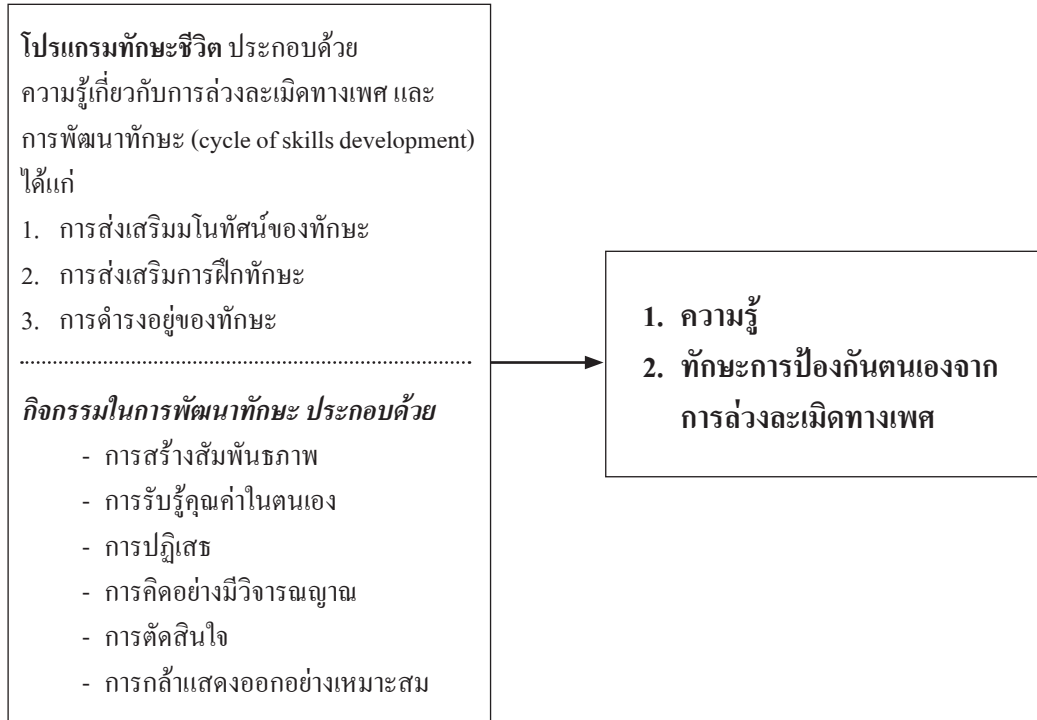 โปรแกรมทักษะชีวิต ประกอบด้วย
ความรู้เกี่ยวกับการล่วงละเมิดทางเพศ และ
การพัฒนาทักษะ (cycle of skills development)
ได้แก่
1. การส่งเสริมมโนทัศน์ของทักษะ
2. การส่งเสริมการฝึกทักษะ
3. การดำรงอยู่ของทักษะ
กิจกรรมในการพัฒนาทักษะ ประกอบด้วย
- การสร้างสัมพันธภาพ
- การรับรู้คุณค่าในตนเอง
- การปฏิเสธ
- การคิดอย่างมีวิจารณญาณ
- การตัดสินใจ
- การกล้าแสดงออกอย่างเหมาะสม
1. ความรู้
2. ทักษะการป้องกันตนเองจาก
การล่วงละเมิดทางเพศ